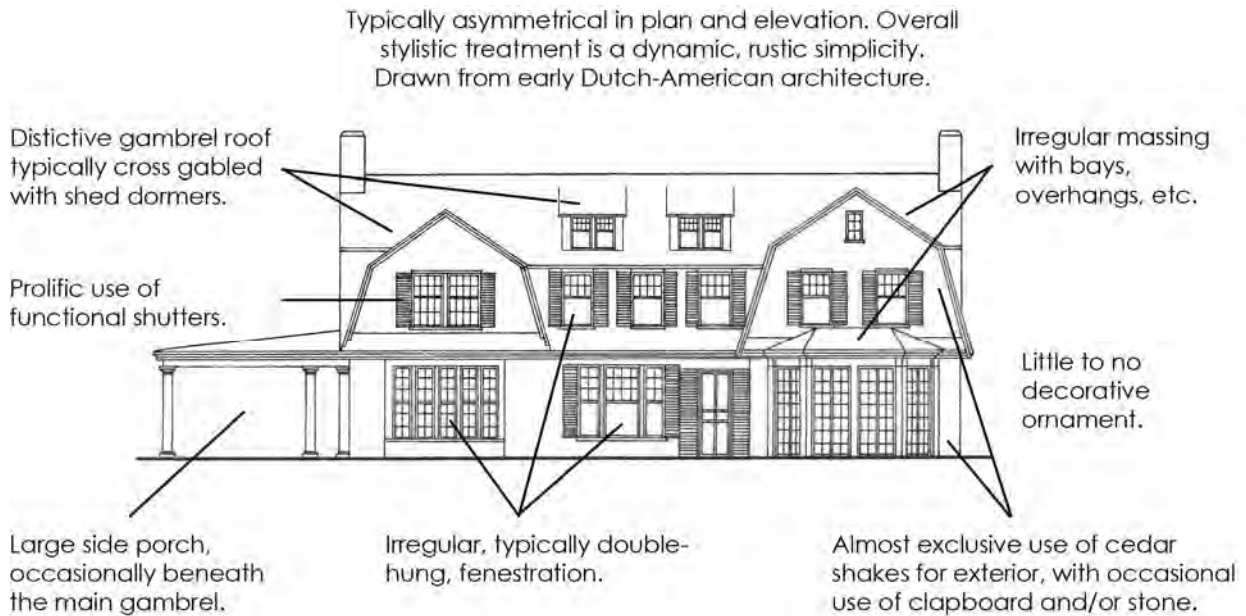 Typically asymmetrical in plan and elevation. Overall
stylistic treatment is a dynamic, rustic simplicity.
Drawn from early Dutch-American architecture.
Distictive gambrel roof
typically cross gabled
with shed dormers.
Irregular massing
with bays,
overhangs, etc.
Prolific use of
functional shutters.
Little to no
decorative
ornament.
Large side porch,
occasionally beneath
the main gambrel.
Irregular, typically double-
hung, fenestration.
Almost exclusive use of cedar
shakes for exterior, with occasional
use of clapboard and/or stone.